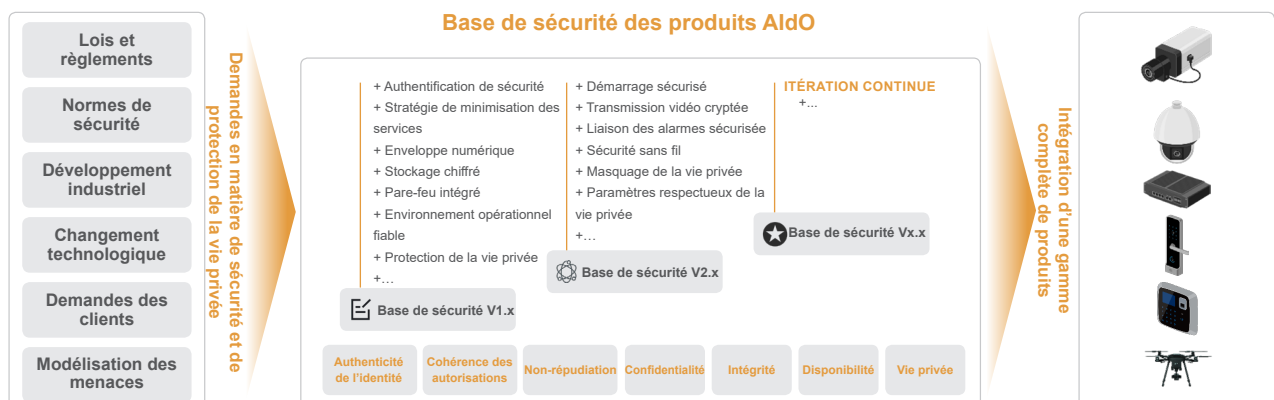 Base de sécurité des produits AIdO
Lois et
règlements
Normes de
sécurité
Développement
industriel
Changement
technologique
Demandes des
clients
Modélisation des
menaces
Demandes en matière de sécurité et de
protection de la vie privée
+ Authentification de sécurité
+ Stratégie de minimisation des
services
+ Enveloppe numérique
+ Stockage chiffré
+ Pare-feu intégré
+ Environnement opérationnel
fiable
+ Protection de la vie privée
+…
Base de sécurité V1.x
+ Démarrage sécurisé
+ Transmission vidéo cryptée
+ Liaison des alarmes sécurisée
+ Sécurité sans fil
+ Masquage de la vie privée
+ Paramètres respectueux de la
vie privée
+…
Base de sécurité V2.x
ITÉRATION CONTINUE
+...
Base de sécurité Vx.x
Authenticité
de l’identité
Cohérence des
autorisations
Non-répudiation
Confidentialité
Intégrité
Disponibilité
Vie privée
Intégration d’une gamme
complète de produits